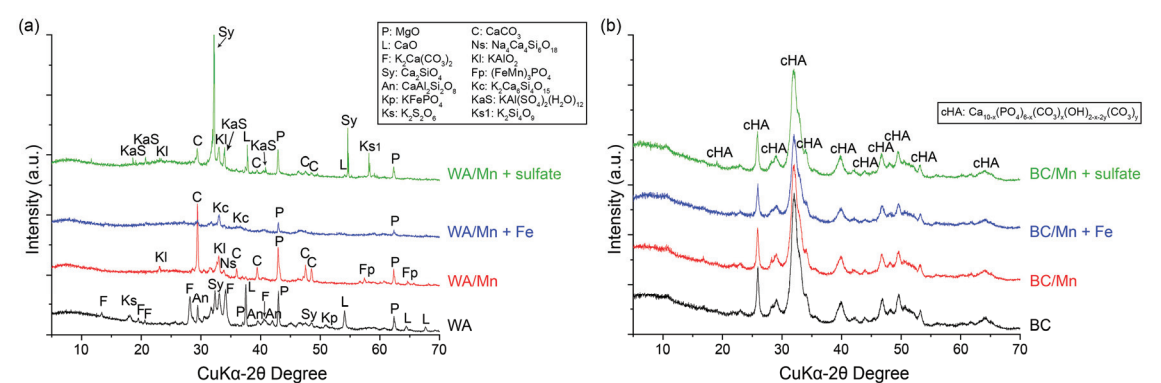 (a)
Sy
P: MgO C: CaCO3
L: CaO Ns: Na4Ca4Si6O18
F: K2Ca(CO3)2 Kl: KAlO2
Sy: Ca2SiO4 Fp: (FeMn)3PO4
An: CaAl2Si2O8 Kc: K2Ca6Si4O15
Kp: KFePO4 KaS: KAl(SO4)2(H2O)12
Ks: K2S2O6 Ks1: K2Si4O9
Sy
KaS KaS KaS Kl C Kl KaS L C KaS P C C L Ks1 P
WA/Mn + sulfate
Kc Kc P P
WA/Mn + Fe
C
Kl Kl Ns C C P C C Fp P Fp
WA/Mn
F Ks F F F An Sy F P L An F An P Sy Kp L P L L
WA
10 20 30 40 50 60 70
CuKα-2θ Degree
Intensity (a.u.)
(b)
cHA
cHA: Ca10-x(PO4)6-x(CO3)x(OH)2-x-2y(CO3)y
cHA cHA cHA cHA cHA cHA cHA cHA cHA cHA cHA
BC/Mn + sulfate
BC/Mn + Fe
BC/Mn
BC
10 20 30 40 50 60 70
CuKα-2θ Degree
Intensity (a.u.)